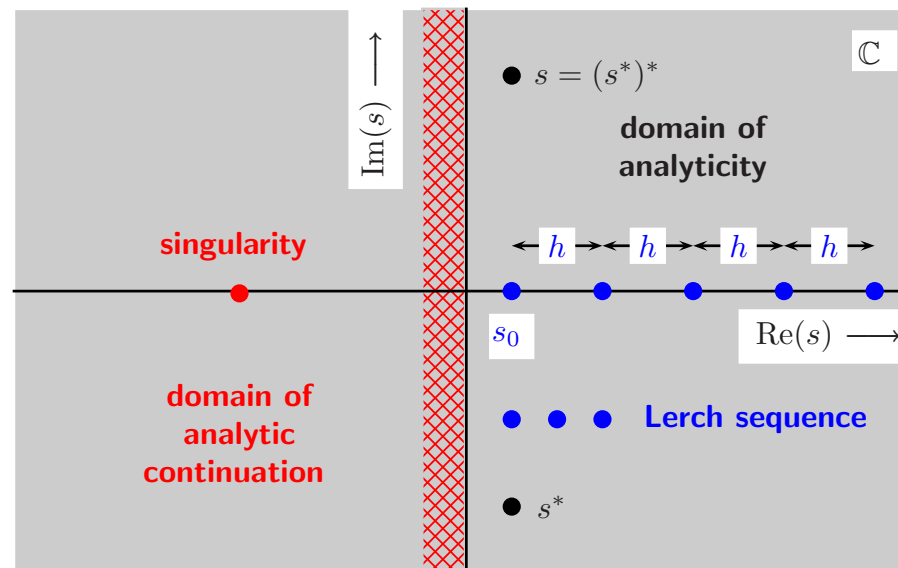 Im(s) ⟶
ℂ
s = (s*)*
domain of
analyticity
singularity
h h h h
s₀
Re(s) ⟶
domain of
analytic
continuation
Lerch sequence
s*